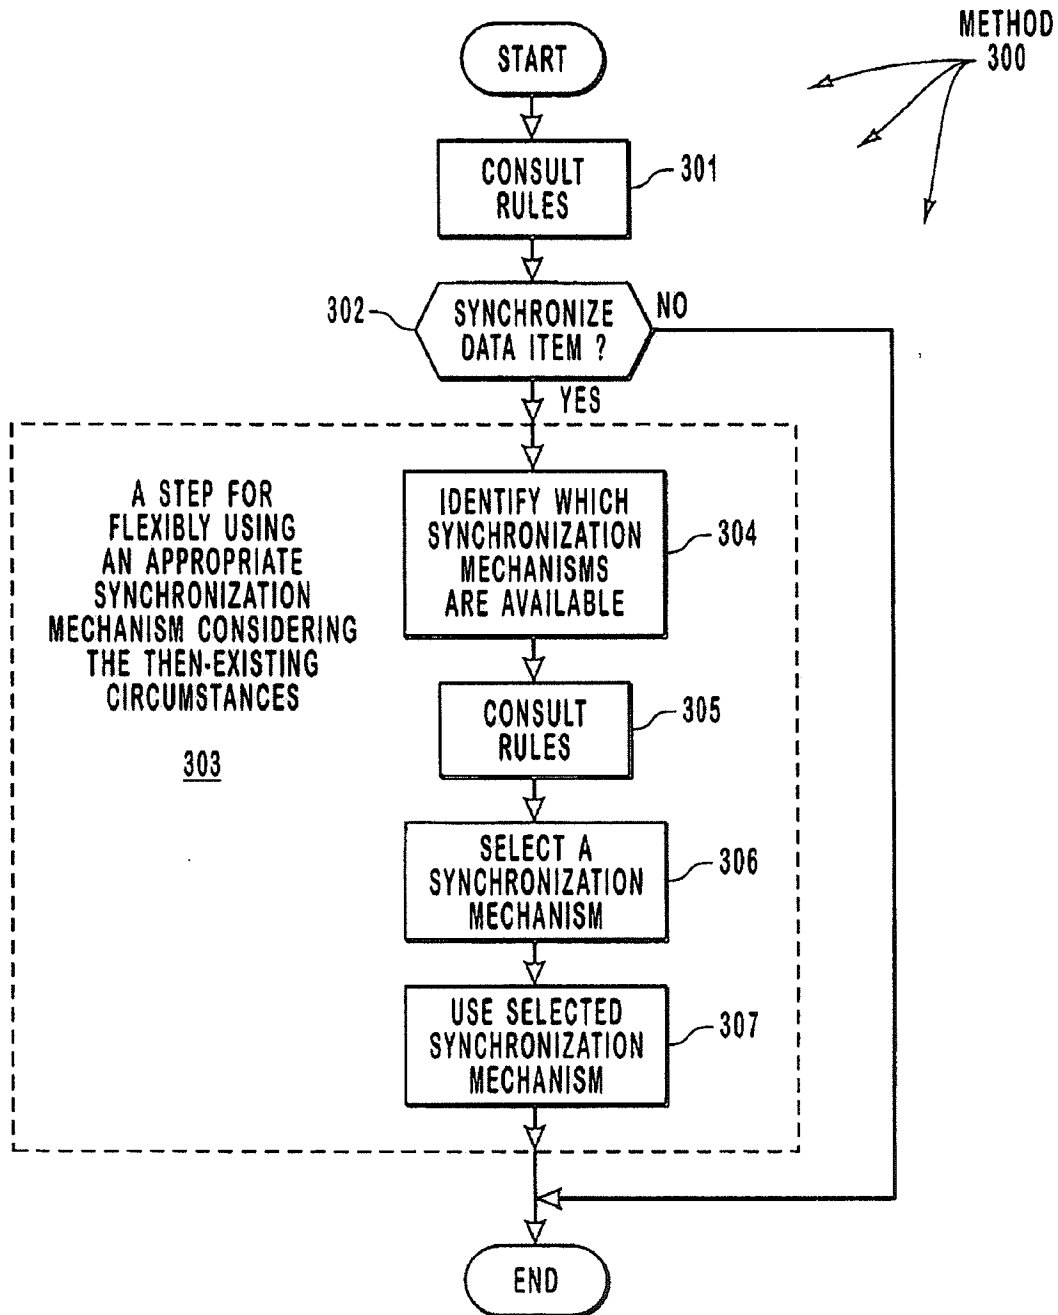 METHOD
300
START
CONSULT
RULES
301
302
SYNCHRONIZE
DATA ITEM ?
NO
YES
A STEP FOR
FLEXIBLY USING
AN APPROPRIATE
SYNCHRONIZATION
MECHANISM CONSIDERING
THE THEN-EXISTING
CIRCUMSTANCES
303
IDENTIFY WHICH
SYNCHRONIZATION
MECHANISMS
ARE AVAILABLE
304
CONSULT
RULES
305
SELECT A
SYNCHRONIZATION
MECHANISM
306
USE SELECTED
SYNCHRONIZATION
MECHANISM
307
END